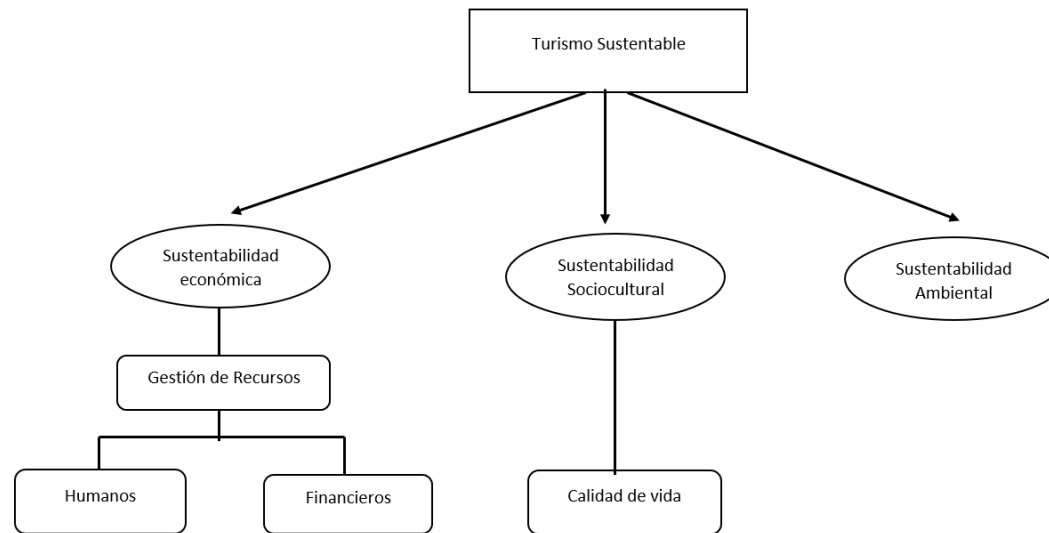 Turismo Sustentable
Sustentabilidad
económica
Sustentabilidad
Sociocultural
Sustentabilidad
Ambiental
Gestión de Recursos
Humanos
Financieros
Calidad de vida